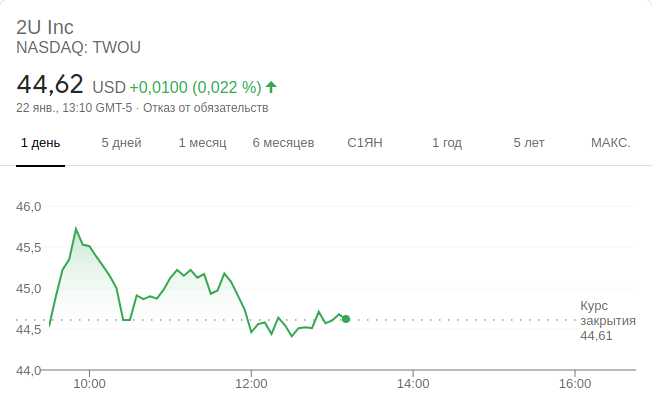 2U Inc
NASDAQ: TWOU
44,62 USD +0,0100 (0,022 %)
22 янв., 13:10 GMT-5 · Отказ от обязательств
1 день 5 дней 1 месяц 6 месяцев С1ЯН 1 год 5 лет МАКС.
46,0
45,5
45,0
44,5
44,0
Курс
закрытия
44,61
10:00 12:00 14:00 16:00